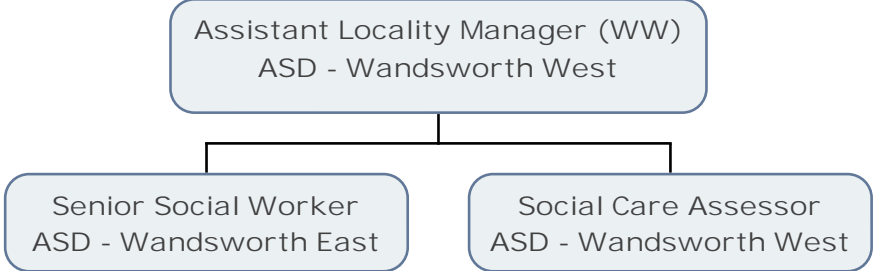 Assistant Locality Manager (WW)
ASD - Wandsworth West
Senior Social Worker
ASD - Wandsworth East
Social Care Assessor
ASD - Wandsworth West